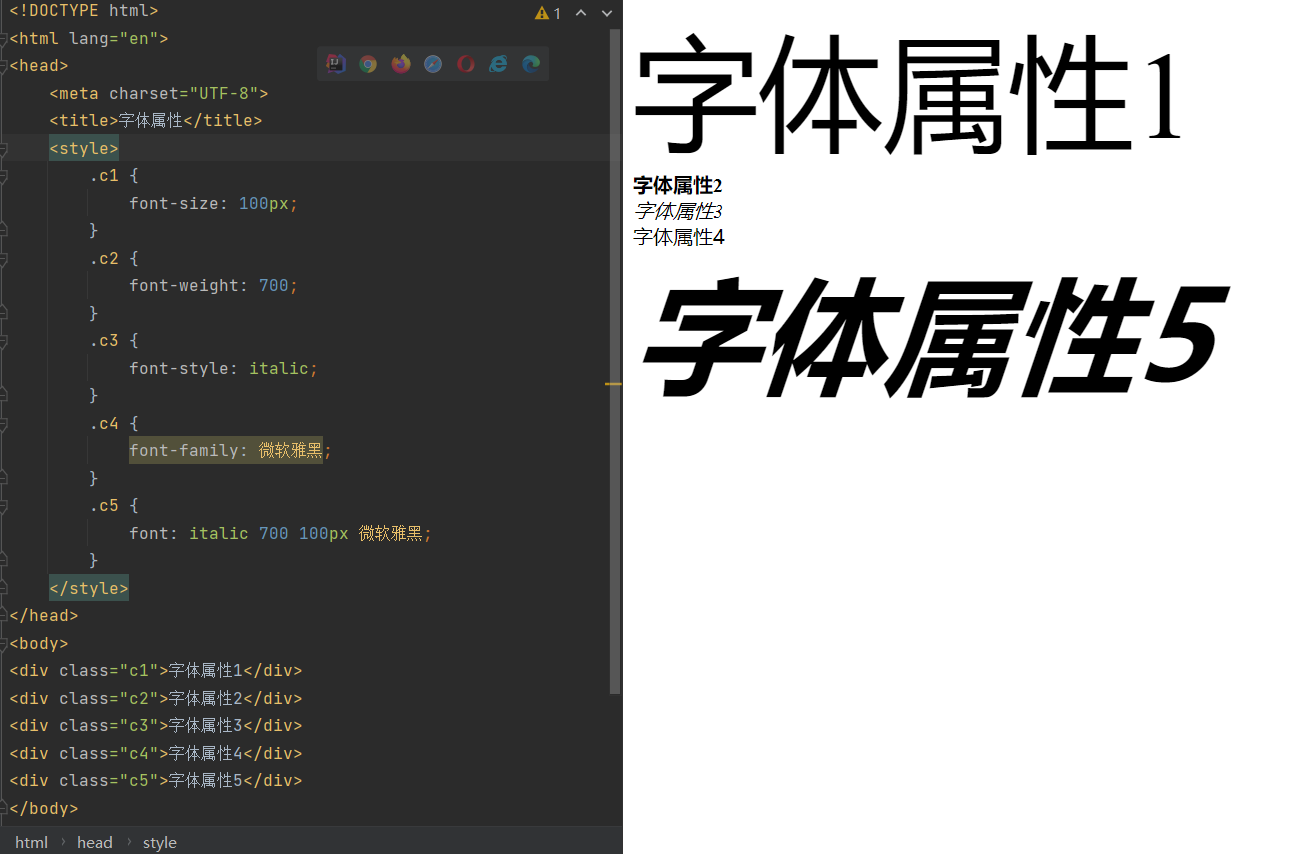 <!DOCTYPE html>
<html lang="en">
<head>
    <meta charset="UTF-8">
    <title>字体属性</title>
    <style>
        .c1 {
            font-size: 100px;
        }
        .c2 {
            font-weight: 700;
        }
        .c3 {
            font-style: italic;
        }
        .c4 {
            font-family: 微软雅黑;
        }
        .c5 {
            font: italic 700 100px 微软雅黑;
        }
    </style>
</head>
<body>
<div class="c1">字体属性1</div>
<div class="c2">字体属性2</div>
<div class="c3">字体属性3</div>
<div class="c4">字体属性4</div>
<div class="c5">字体属性5</div>
</body>
html › head › style
1
字体属性1
字体属性2
字体属性3
字体属性4
字体属性5